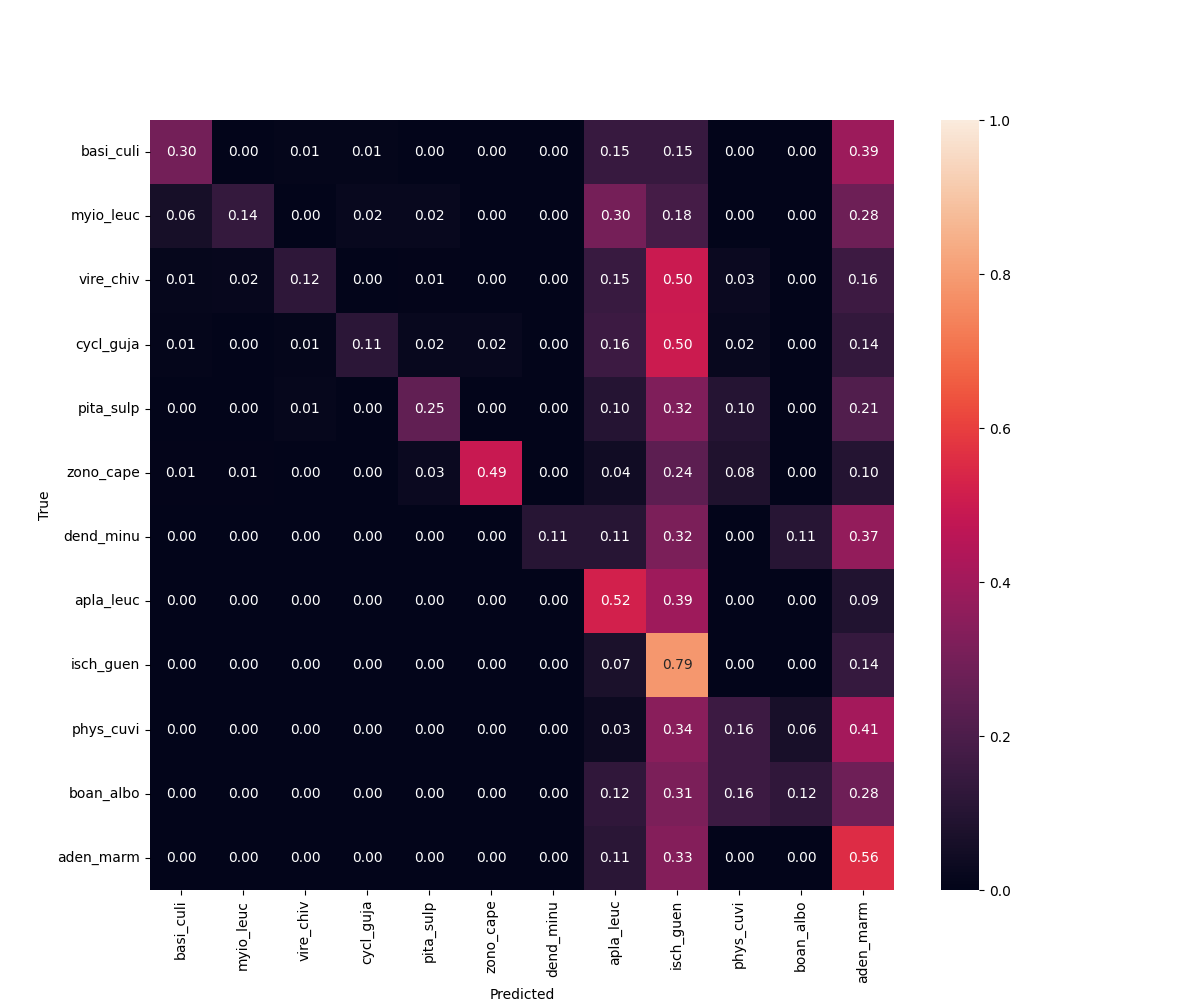 basi_culi 0.30 0.00 0.01 0.01 0.00 0.00 0.00 0.15 0.15 0.00 0.00 0.39
myio_leuc 0.06 0.14 0.00 0.02 0.02 0.00 0.00 0.30 0.18 0.00 0.00 0.28
vire_chiv 0.01 0.02 0.12 0.00 0.01 0.00 0.00 0.15 0.50 0.03 0.00 0.16
cycl_guja 0.01 0.00 0.01 0.11 0.02 0.02 0.00 0.16 0.50 0.02 0.00 0.14
pita_sulp 0.00 0.00 0.01 0.00 0.25 0.00 0.00 0.10 0.32 0.10 0.00 0.21
zono_cape 0.01 0.01 0.00 0.00 0.03 0.49 0.00 0.04 0.24 0.08 0.00 0.10
dend_minu 0.00 0.00 0.00 0.00 0.00 0.00 0.11 0.11 0.32 0.00 0.11 0.37
apla_leuc 0.00 0.00 0.00 0.00 0.00 0.00 0.00 0.52 0.39 0.00 0.00 0.09
isch_guen 0.00 0.00 0.00 0.00 0.00 0.00 0.00 0.07 0.79 0.00 0.00 0.14
phys_cuvi 0.00 0.00 0.00 0.00 0.00 0.00 0.00 0.03 0.34 0.16 0.06 0.41
boan_albo 0.00 0.00 0.00 0.00 0.00 0.00 0.00 0.12 0.31 0.16 0.12 0.28
aden_marm 0.00 0.00 0.00 0.00 0.00 0.00 0.00 0.11 0.33 0.00 0.00 0.56
True
basi_culi myio_leuc vire_chiv cycl_guja pita_sulp zono_cape dend_minu apla_leuc isch_guen phys_cuvi boan_albo aden_marm
Predicted
1.0
0.8
0.6
0.4
0.2
0.0